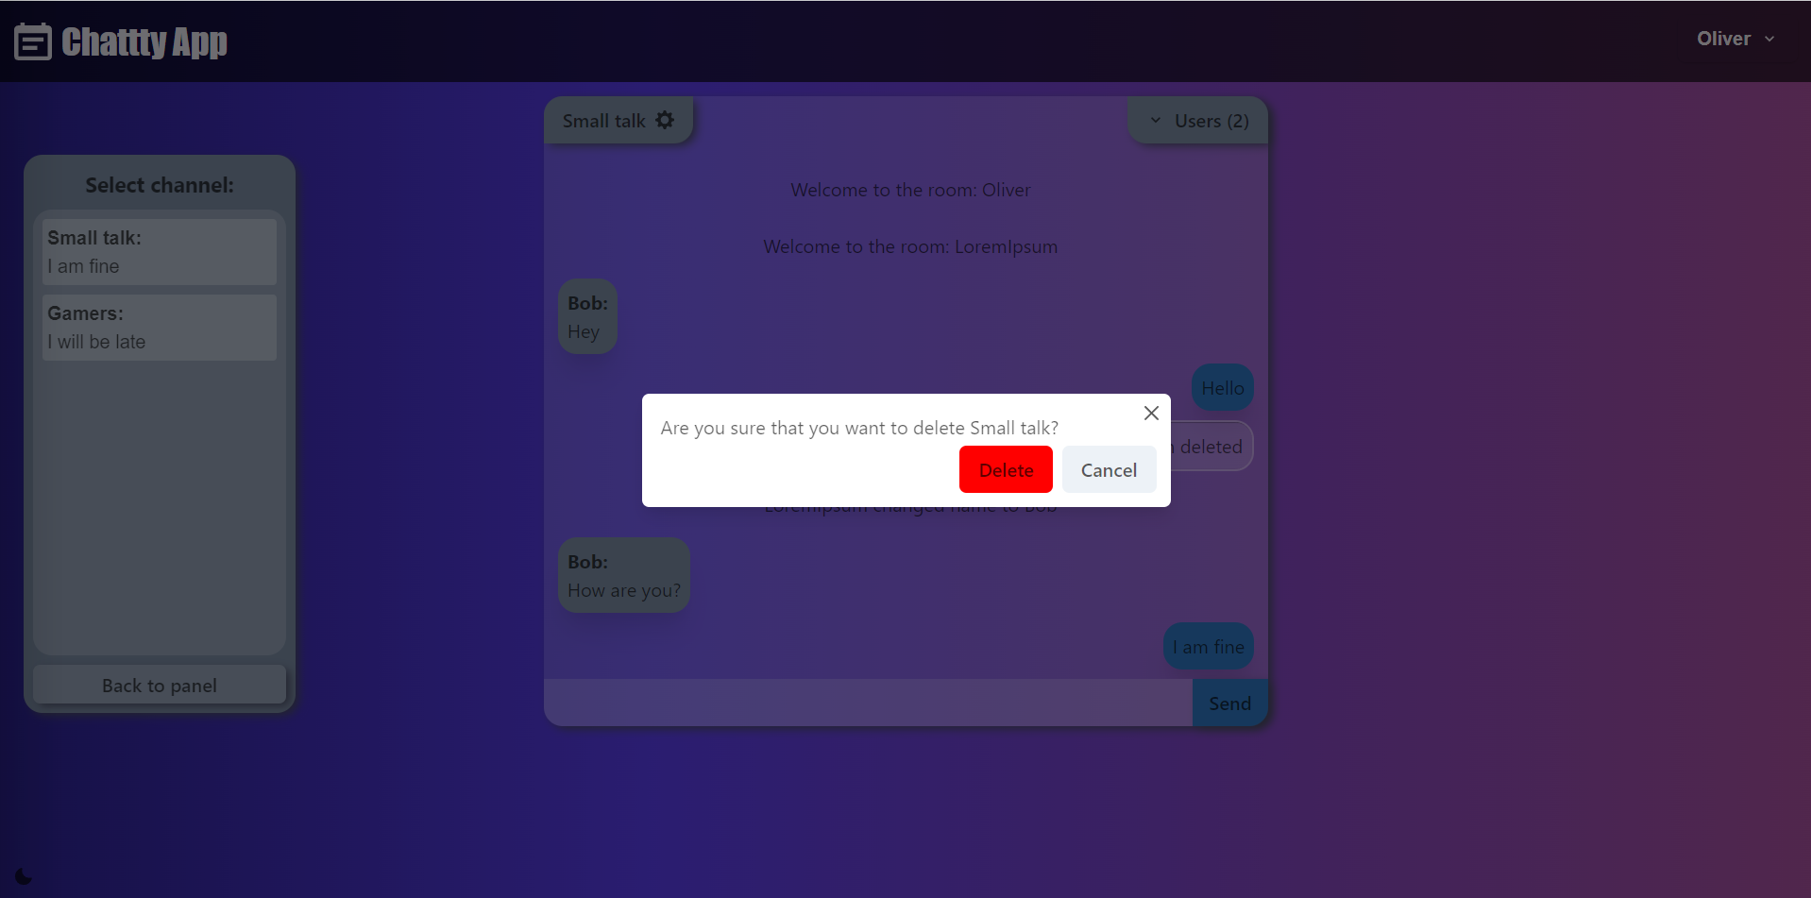 Chattty App
Oliver
Small talk
Users (2)
Select channel:
Small talk:
I am fine
Gamers:
I will be late
Back to panel
Welcome to the room: Oliver
Welcome to the room: LoremIpsum
Bob:
Hey
Hello
deleted
Are you sure that you want to delete Small talk?
Delete
Cancel
LoremIpsum changed name to Bob
Bob:
How are you?
I am fine
Send